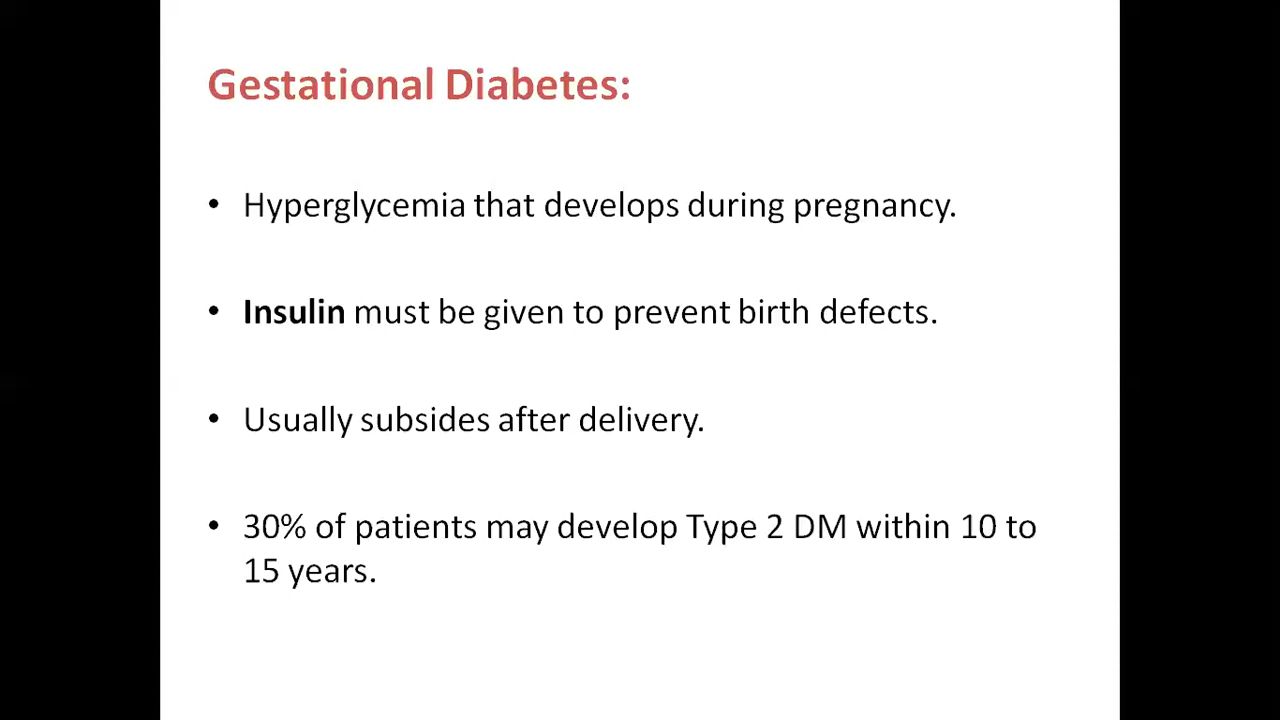 Gestational Diabetes:
• Hyperglycemia that develops during pregnancy.
• Insulin must be given to prevent birth defects.
• Usually subsides after delivery.
• 30% of patients may develop Type 2 DM within 10 to
15 years.